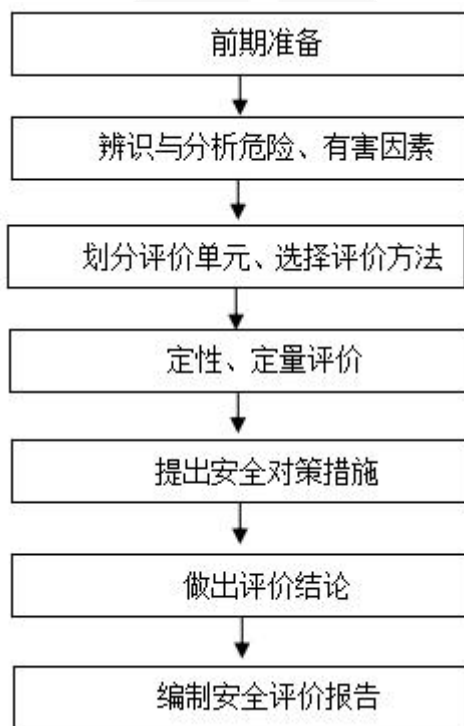 前期准备
辨识与分析危险、有害因素
划分评价单元、选择评价方法
定性、定量评价
提出安全对策措施
做出评价结论
编制安全评价报告